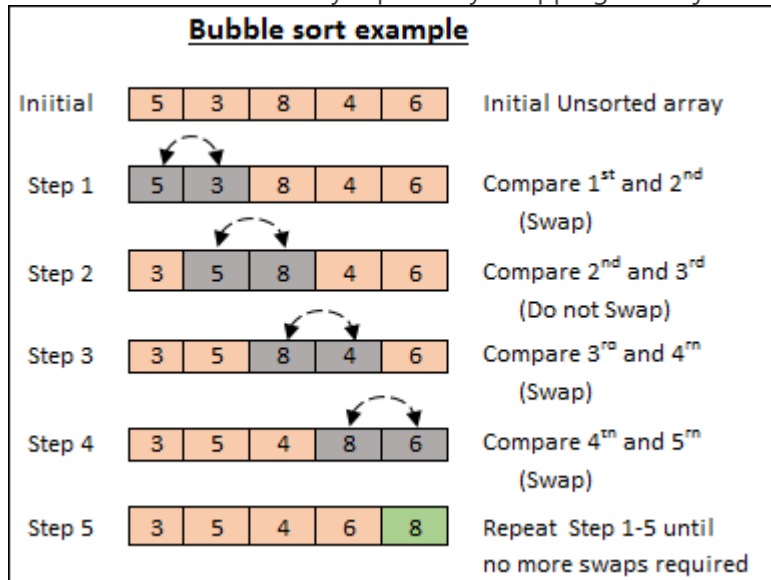 Bubble sort example
Iniitial 5 3 8 4 6 Initial Unsorted array
Step 1 5 3 8 4 6 Compare 1st and 2nd
(Swap)
Step 2 3 5 8 4 6 Compare 2nd and 3rd
(Do not Swap)
Step 3 3 5 8 4 6 Compare 3rd and 4th
(Swap)
Step 4 3 5 4 8 6 Compare 4th and 5th
(Swap)
Step 5 3 5 4 6 8 Repeat Step 1-5 until
no more swaps required